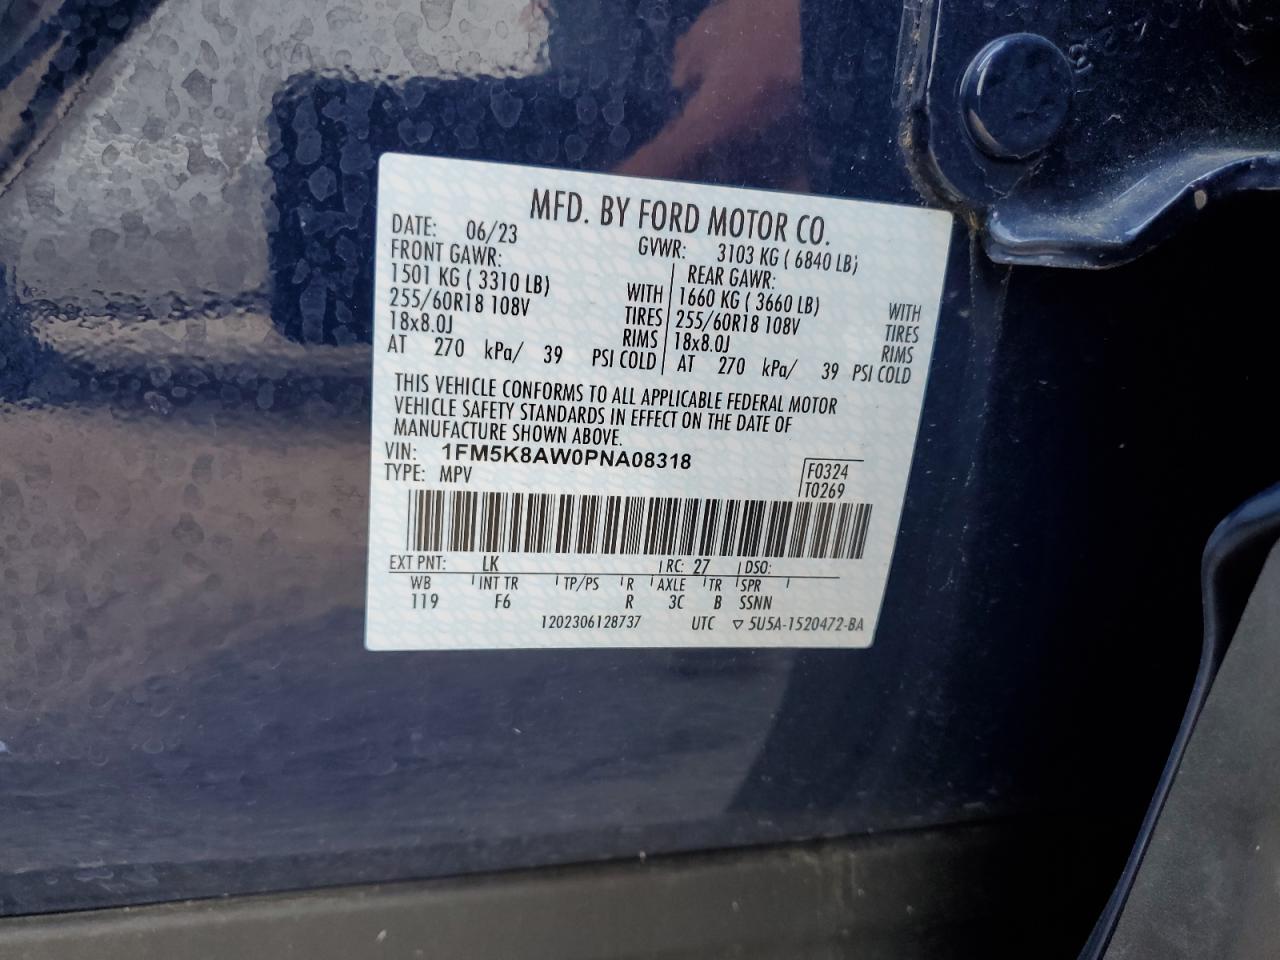 MFD. BY FORD MOTOR CO.
DATE: 06/23 GVWR: 3103 KG ( 6840 LB)
FRONT GAWR: REAR GAWR:
1501 KG ( 3310 LB) WITH 1660 KG ( 3660 LB) WITH
255/60R18 108V TIRES 255/60R18 108V TIRES
18x8.0J RIMS 18x8.0J RIMS
AT 270 kPa/ 39 PSI COLD AT 270 kPa/ 39 PSI COLD
THIS VEHICLE CONFORMS TO ALL APPLICABLE FEDERAL MOTOR
VEHICLE SAFETY STANDARDS IN EFFECT ON THE DATE OF
MANUFACTURE SHOWN ABOVE.
VIN: 1FM5K8AW0PNA08318 F0324
TYPE: MPV T0269
EXT PNT: LK RC: 27 DSO:
WB INT TR TP/PS R AXLE TR SPR
119 F6 R 3C B SSNN
1202306128737 UTC ▽ 5U5A-1520472-BA